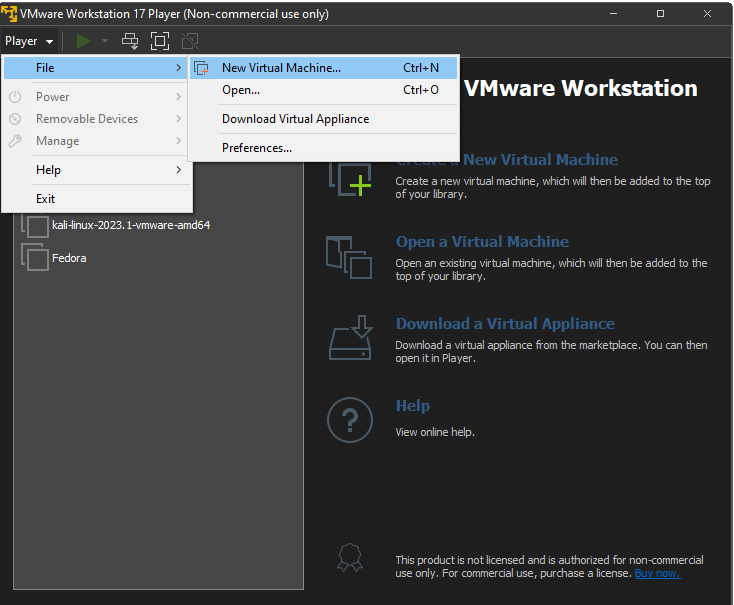 VMware Workstation 17 Player (Non-commercial use only)
Player
File
Power
Removable Devices
Manage
Help
Exit
New Virtual Machine... Ctrl+N
Open... Ctrl+O
Download Virtual Appliance
Preferences...
kali-linux-2023.1-vmware-amd64
Fedora
VMware Workstation
Create a New Virtual Machine
Create a new virtual machine, which will then be added to the top
of your library.
Open a Virtual Machine
Open an existing virtual machine, which will then be added to the
top of your library.
Download a Virtual Appliance
Download a virtual appliance from the marketplace. You can then
open it in Player.
Help
View online help.
This product is not licensed and is authorized for non-commercial
use only. For commercial use, purchase a license. Buy now.